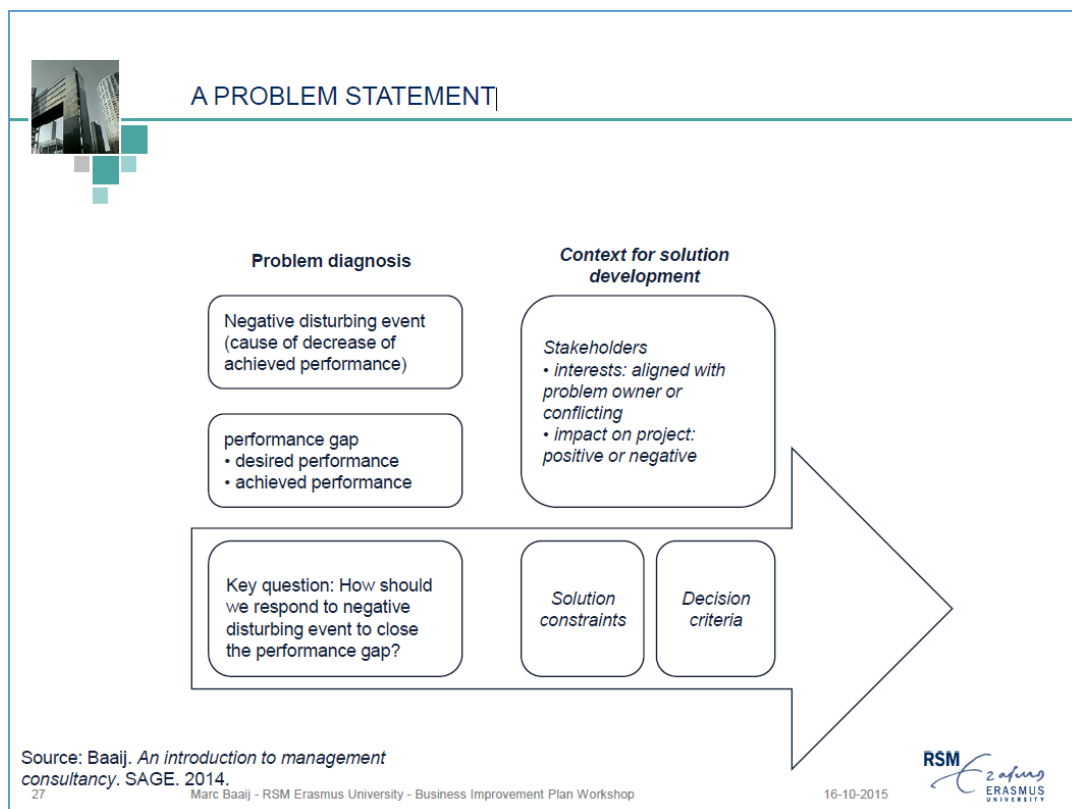 A PROBLEM STATEMENT
Problem diagnosis
Negative disturbing event
(cause of decrease of
achieved performance)
performance gap
• desired performance
• achieved performance
Key question: How should
we respond to negative
disturbing event to close
the performance gap?
Context for solution
development
Stakeholders
• interests: aligned with
problem owner or
conflicting
• impact on project:
positive or negative
Solution
constraints
Decision
criteria
Source: Baaij. An introduction to management
consultancy. SAGE. 2014.
27
Marc Baaij - RSM Erasmus University - Business Improvement Plan Workshop
16-10-2015
RSM
Erasmus
ERASMUS
UNIVERSITY